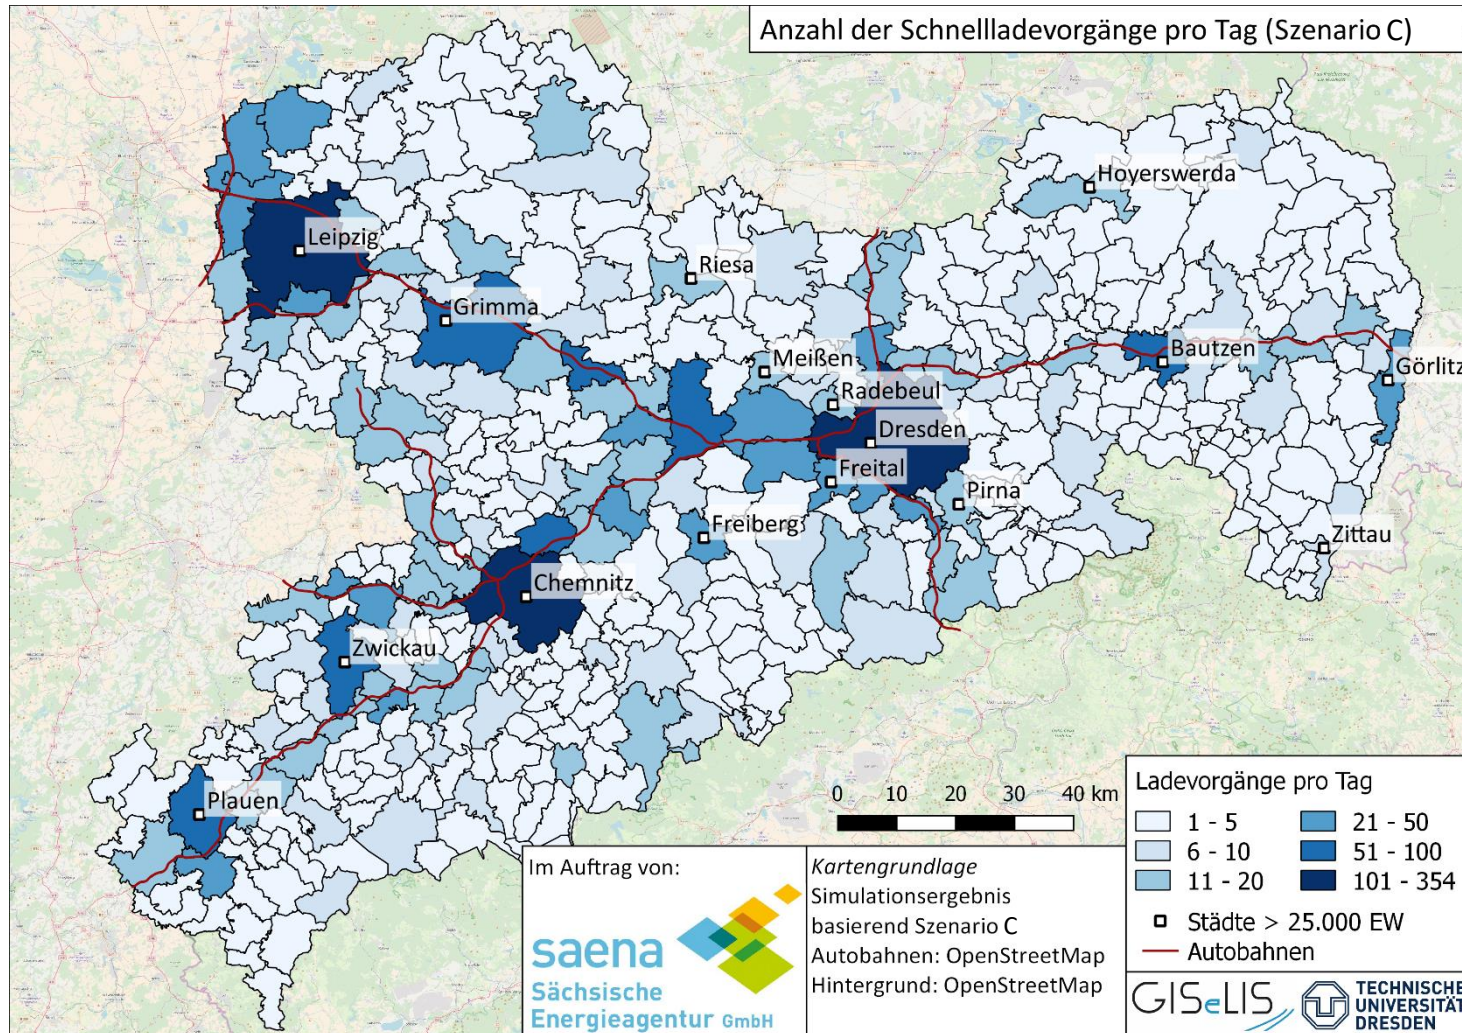 Anzahl der Schnellladevorgänge pro Tag (Szenario C)
Hoyerswerda
Leipzig
Riesa
Grimma
Bautzen
Meißen
Görlitz
Radebeul
Dresden
Freital
Pirna
Freiberg
Zittau
Chemnitz
Zwickau
Plauen
0 10 20 30 40 km
Ladevorgänge pro Tag
1 - 5
21 - 50
6 - 10
51 - 100
11 - 20
101 - 354
Städte > 25.000 EW
Autobahnen
Im Auftrag von:
saena
Sächsische
Energieagentur GmbH
Kartengrundlage
Simulationsergebnis
basierend Szenario C
Autobahnen: OpenStreetMap
Hintergrund: OpenStreetMap
GISeLIS
TECHNISCHE
UNIVERSITÄT
DRESDEN